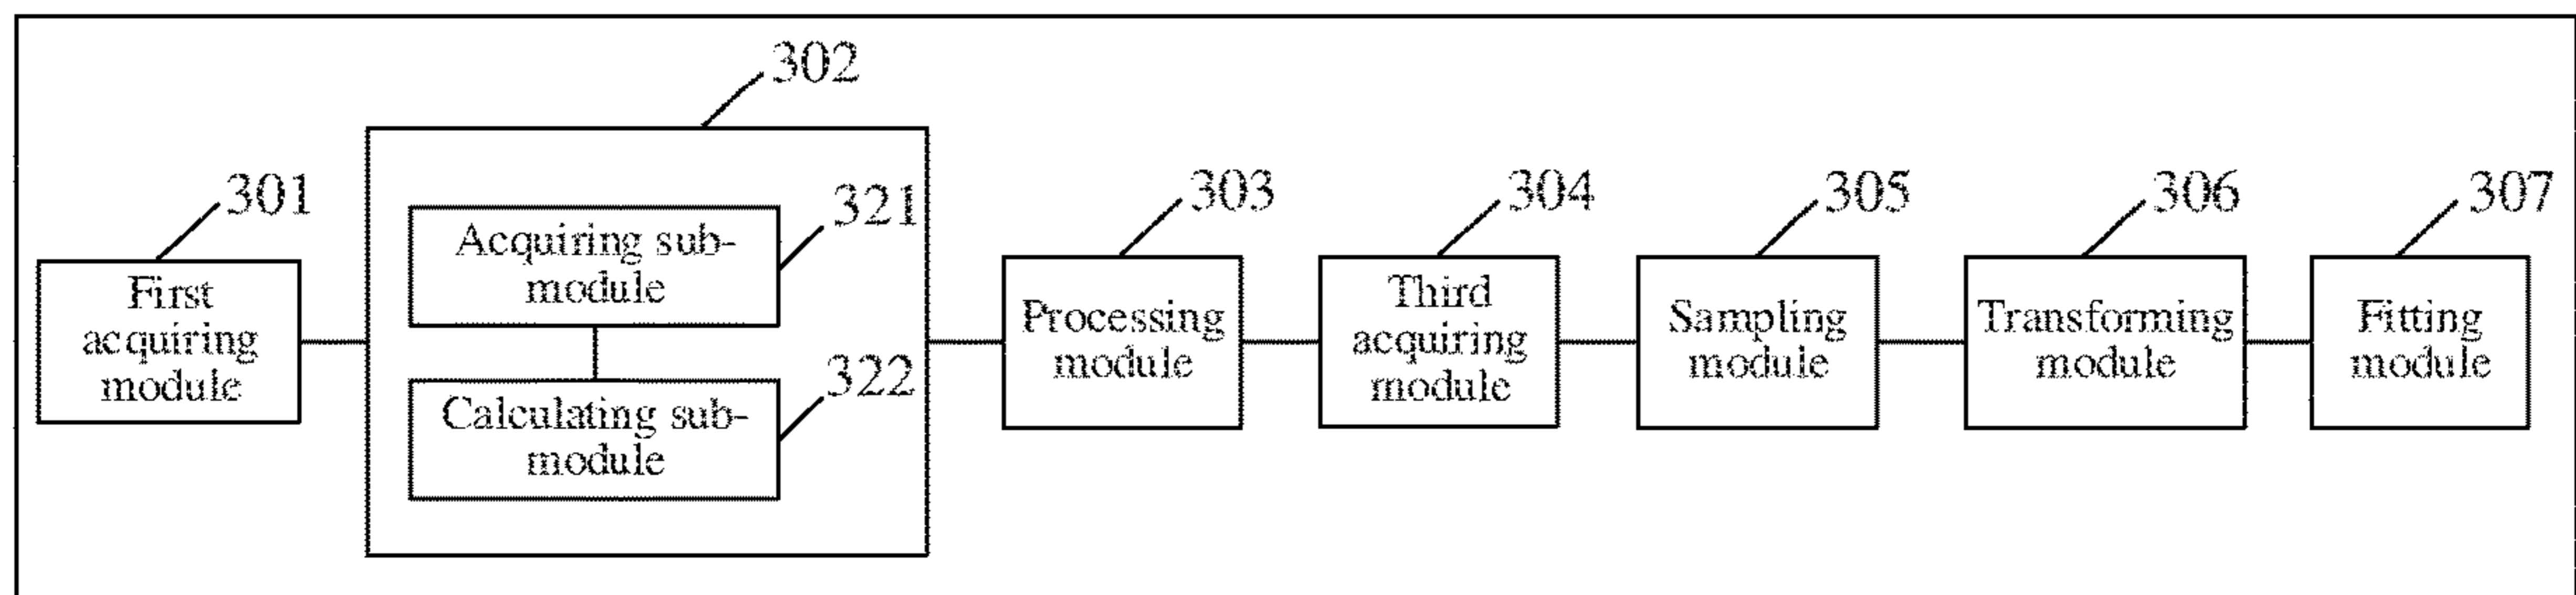 302
301
321
303
304
305
306
307
First
acquiring
module
Acquiring sub-
module
322
Calculating sub-
module
Processing
module
Third
acquiring
module
Sampling
module
Transforming
module
Fitting
module